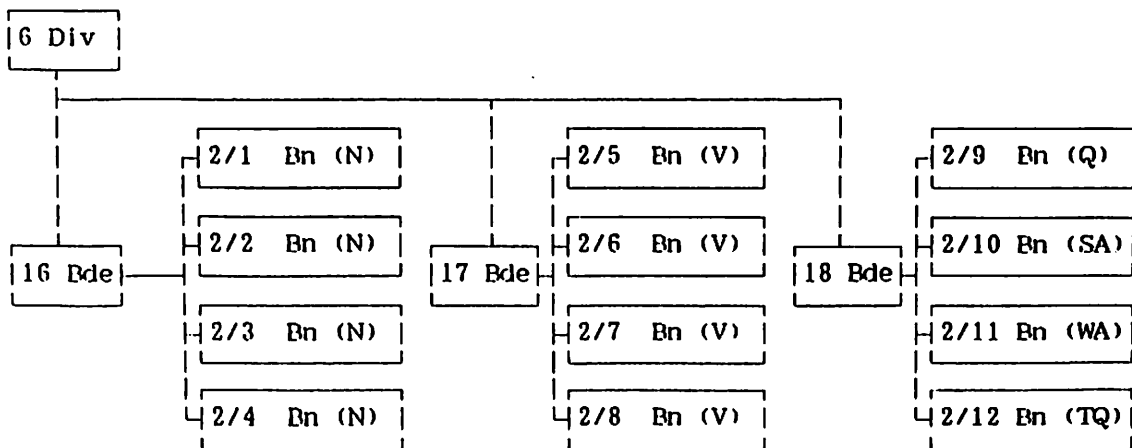 6 Div
2/1 Bn (N)
2/5 Bn (V)
2/9 Bn (Q)
2/2 Bn (N)
2/6 Bn (V)
2/10 Bn (SA)
16 Bde
17 Bde
18 Bde
2/3 Bn (N)
2/7 Bn (V)
2/11 Bn (WA)
2/4 Bn (N)
2/8 Bn (V)
2/12 Bn (TQ)